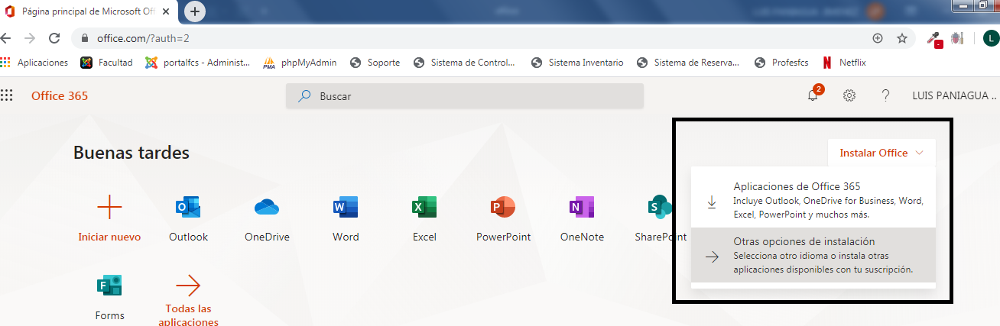 Página principal de Microsoft Off
office.com/?auth=2
L
Aplicaciones
Facultad
portalfcs - Administ...
PMA
phpMyAdmin
Soporte
Sistema de Control...
Sistema Inventario
Sistema de Reserva...
Profesfcs
N
Netflix
Office 365
Buscar
2
?
LUIS PANIAGUA ..
Buenas tardes
Instalar Office
Aplicaciones de Office 365
Incluye Outlook, OneDrive for Business, Word,
Excel, PowerPoint y muchos más.
Otras opciones de instalación
Selecciona otro idioma o instala otras
aplicaciones disponibles con tu suscripción.
Iniciar nuevo
Outlook
OneDrive
Word
Excel
PowerPoint
OneNote
SharePoint
Forms
Todas las
aplicaciones